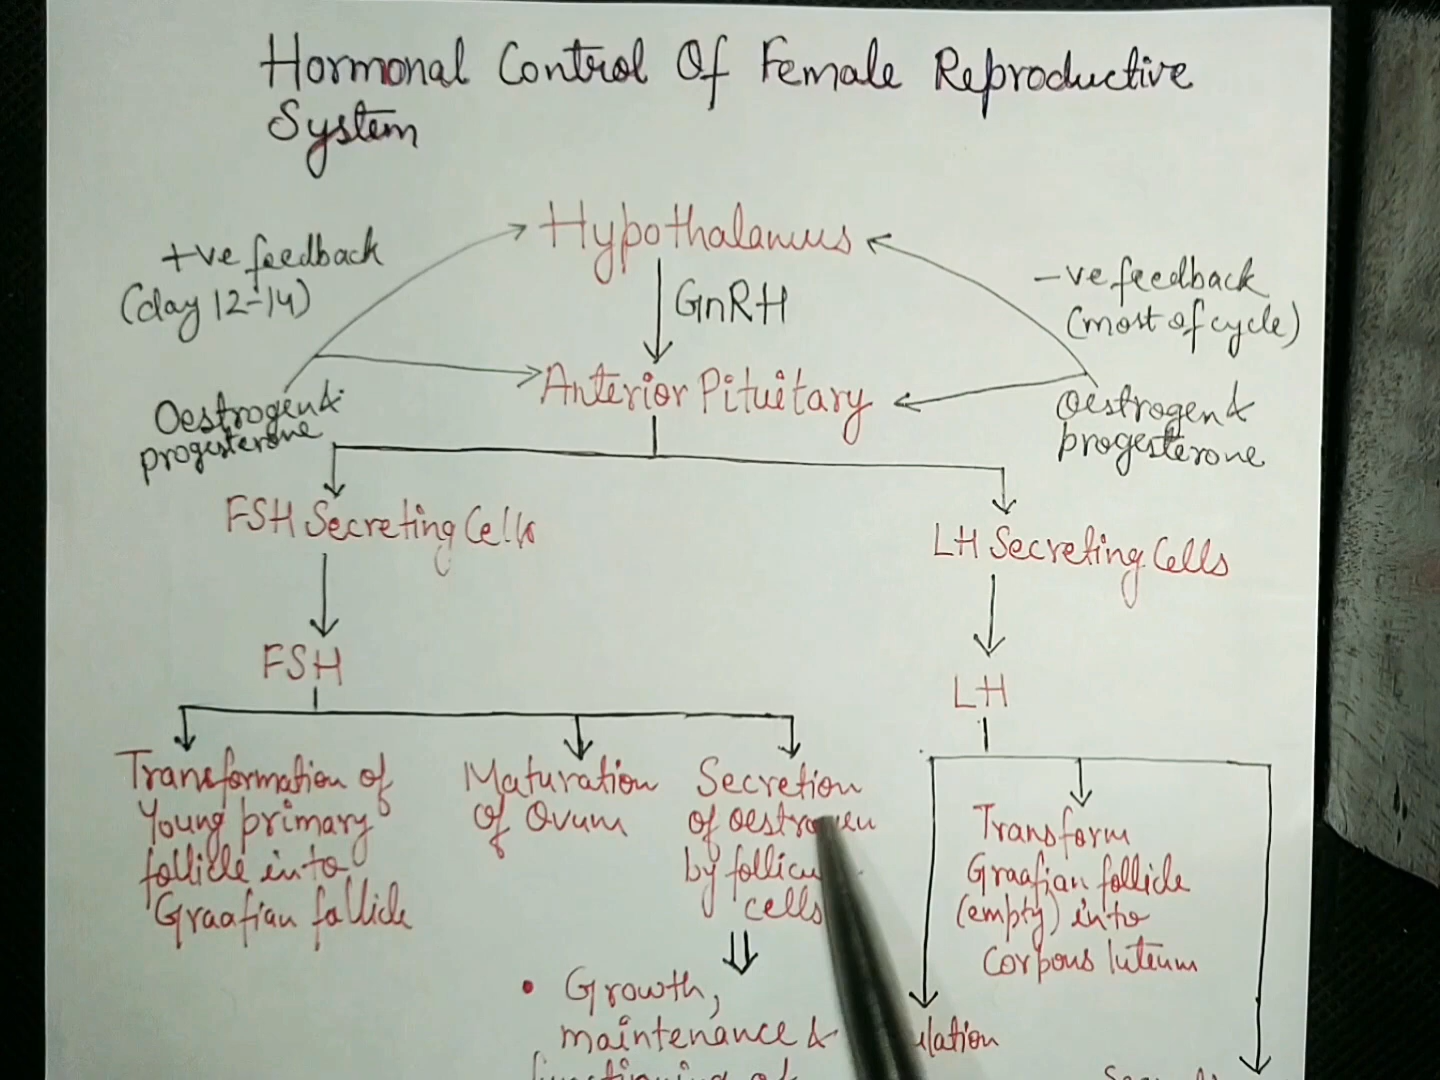 Hormonal Control Of Female Reproductive
System
Hypothalamus
+ve feedback
(day 12-14)
-ve feedback
(most of cycle)
GnRH
Anterior Pituitary
Oestrogen &
progesterone
Oestrogen &
progesterone
FSH Secreting Cells
LH Secreting Cells
FSH
LH
Transformation of
Young primary
follicle into
Graafian follicle
Maturation
of Ovum
Secretion
of
by
cells
Transform
Graafian follicle
(empty) into
Corpous luteum
• Growth,
maintenance &